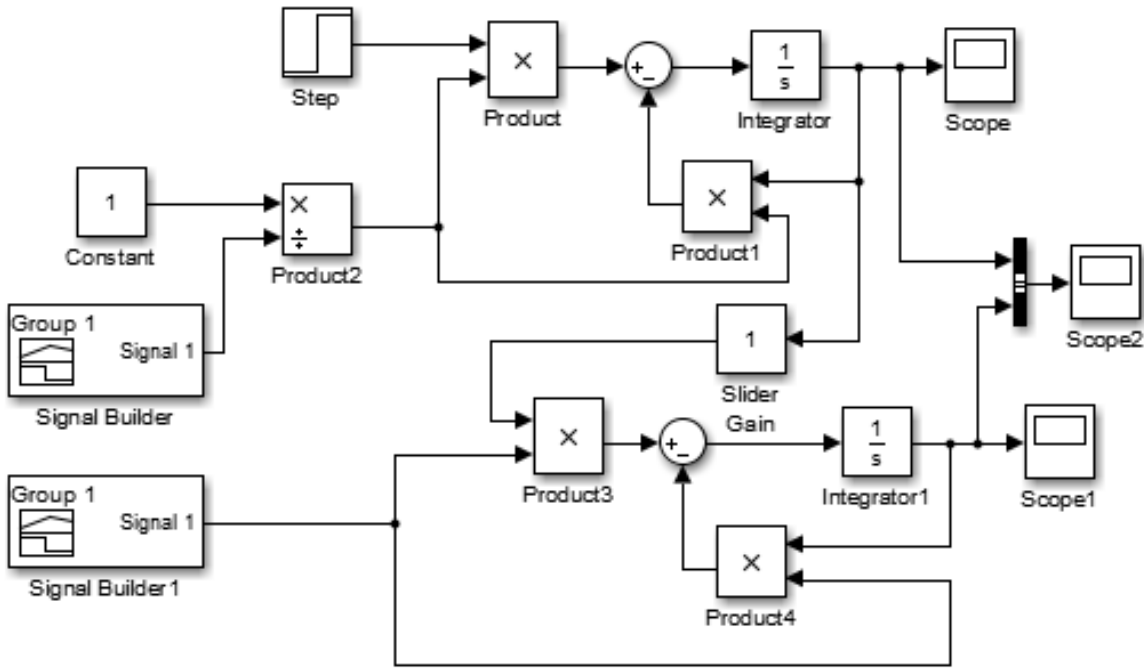 Step
×
Product
+
−
1
s
Integrator
Scope
1
Constant
×
÷
Product2
×
Product1
Group 1
Signal 1
Signal Builder
1
Slider
Gain
Scope2
×
Product3
+
−
1
s
Integrator1
Scope1
Group 1
Signal 1
Signal Builder1
×
Product4